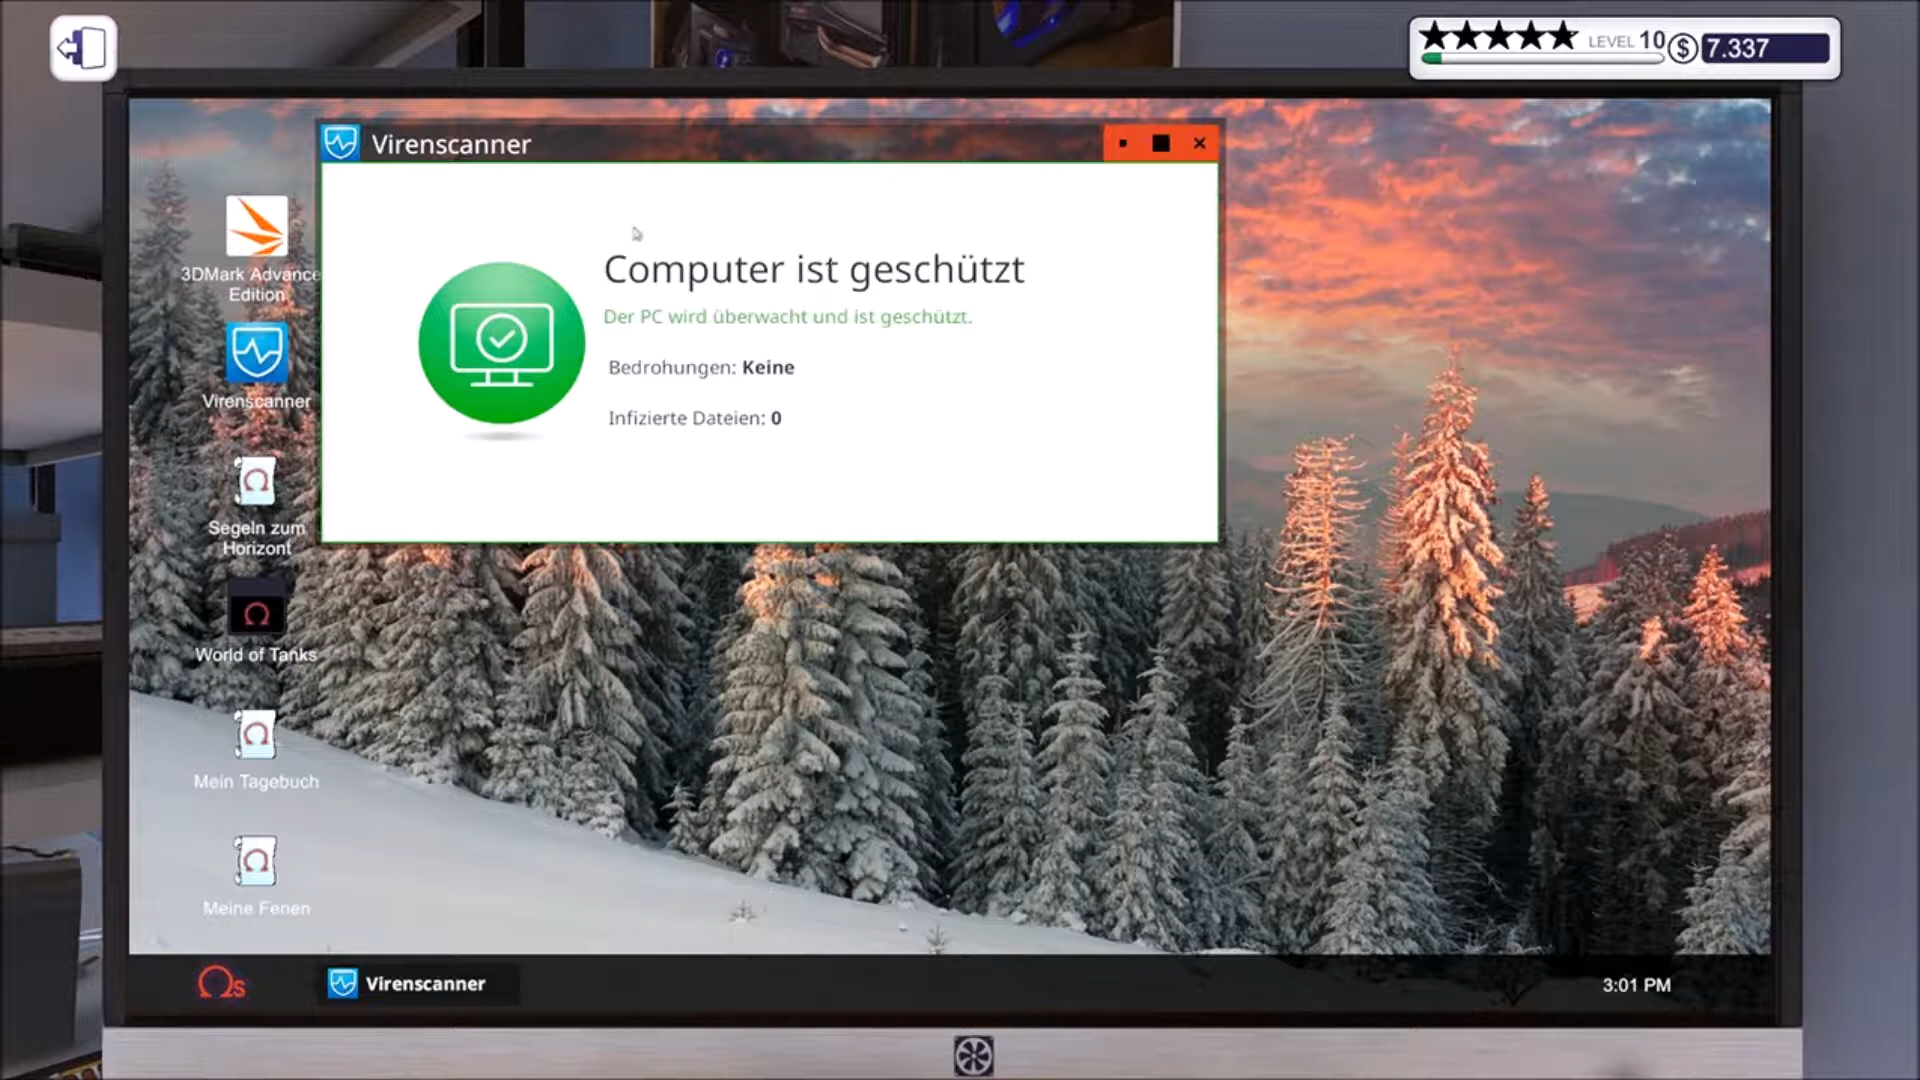 LEVEL 10
7.337
Virenscanner
3DMark Advance
Edition
Computer ist geschützt
Der PC wird überwacht und ist geschützt.
Bedrohungen: Keine
Infizierte Dateien: 0
Virenscanner
Segeln zum
Horizont
World of Tanks
Mein Tagebuch
Meine Ferien
Ωs
Virenscanner
3:01 PM